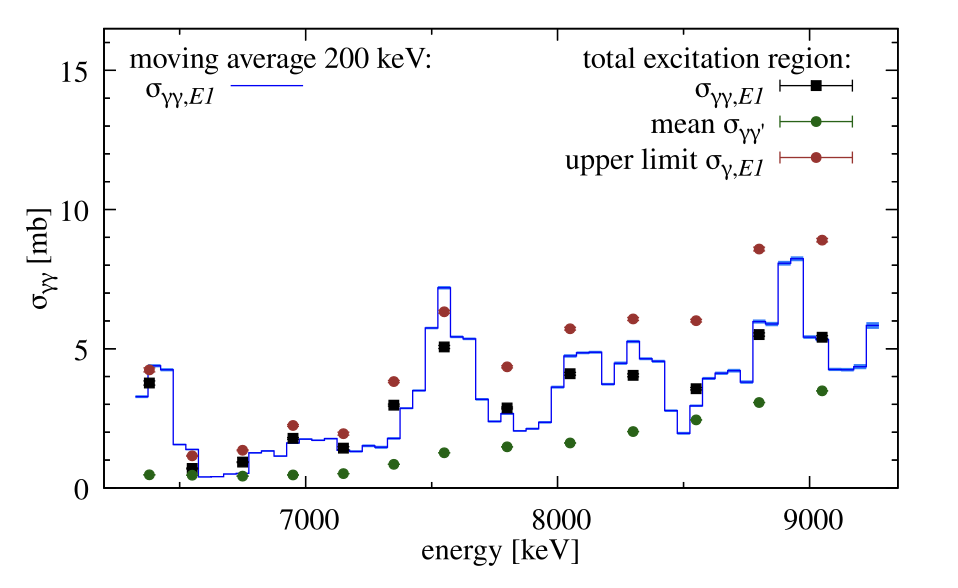 moving average 200 keV:
σγγ,E1
total excitation region:
σγγ,E1
mean σγγ'
upper limit σγ,E1
15
10
5
0
σγγ [mb]
7000
8000
9000
energy [keV]